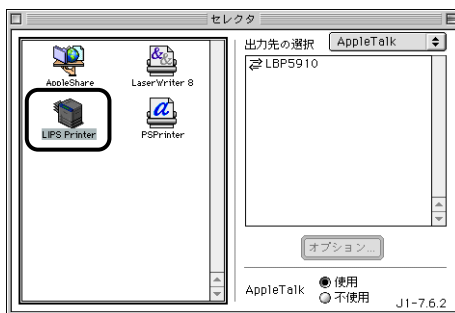 セレクタ
AppleShare
LaserWriter 8
LIPS Printer
PSPrinter
出力先の選択
AppleTalk
LBP5910
オプション...
AppleTalk
使用
不使用
J1-7.6.2